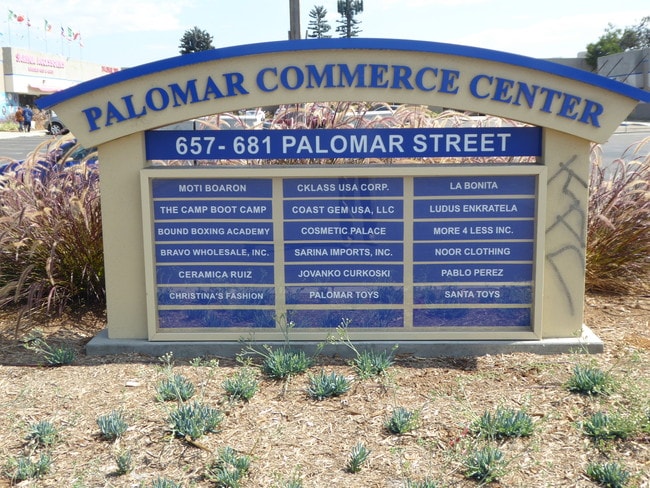 PALOMAR COMMERCE CENTER
657- 681 PALOMAR STREET
MOTI BOARON
THE CAMP BOOT CAMP
BOUND BOXING ACADEMY
BRAVO WHOLESALE, INC.
CERAMICA RUIZ
CHRISTINA'S FASHION
CKLASS USA CORP.
COAST GEM USA, LLC
COSMETIC PALACE
SARINA IMPORTS, INC.
JOVANKO CURKOSKI
PALOMAR TOYS
LA BONITA
LUDUS ENKRATELA
MORE 4 LESS INC.
NOOR CLOTHING
PABLO PEREZ
SANTA TOYS